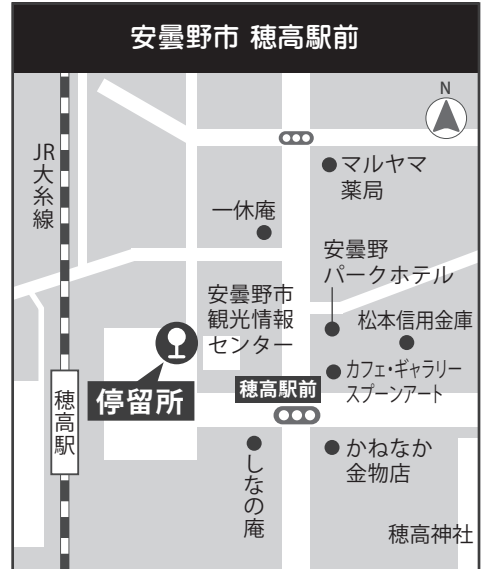 安曇野市 穂高駅前
N
JR
大糸線
マルヤマ
薬局
一休庵
安曇野
パークホテル
安曇野市
観光情報
センター
松本信用金庫
停留所
穂高駅前
カフェ・ギャラリー
スプーンアート
穂高駅
しなの庵
かねなか
金物店
穂高神社